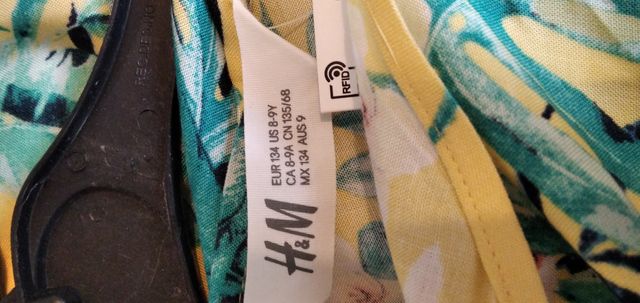 RFID
EUR 134 US 8-9Y
CA 8-9A CN 135/68
MX 134 AUS 9
H&M